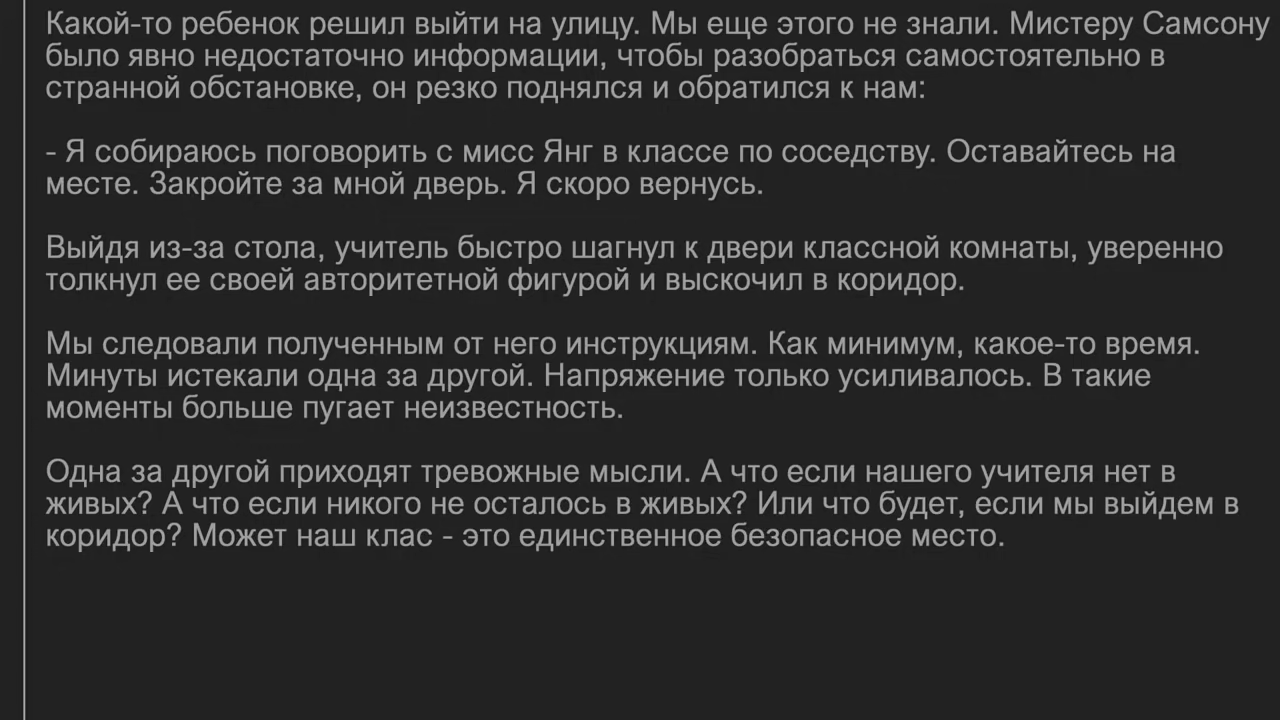 Какой-то ребенок решил выйти на улицу. Мы еще этого не знали. Мистеру Самсону
было явно недостаточно информации, чтобы разобраться самостоятельно в
странной обстановке, он резко поднялся и обратился к нам:
- Я собираюсь поговорить с мисс Янг в классе по соседству. Оставайтесь на
месте. Закройте за мной дверь. Я скоро вернусь.
Выйдя из-за стола, учитель быстро шагнул к двери классной комнаты, уверенно
толкнул ее своей авторитетной фигурой и выскочил в коридор.
Мы следовали полученным от него инструкциям. Как минимум, какое-то время.
Минуты истекали одна за другой. Напряжение только усиливалось. В такие
моменты больше пугает неизвестность.
Одна за другой приходят тревожные мысли. А что если нашего учителя нет в
живых? А что если никого не осталось в живых? Или что будет, если мы выйдем в
коридор? Может наш клас - это единственное безопасное место.